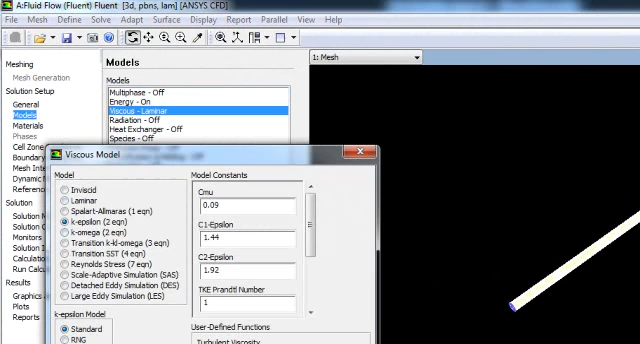 A:Fluid Flow (Fluent) Fluent  [3d, pbns, lam] [ANSYS CFD]
File Mesh Define Solve Adapt Surface Display Report Parallel View Help
Meshing
Mesh Generation
Solution Setup
General
Models
Materials
Phases
Cell Zone
Boundary
Mesh Inte
Dynamic M
Reference
Solution
Solution M
Solution C
Monitors
Solution I
Calculation
Run Calcu
Results
Graphics
Plots
Reports
Models
Models
Multiphase - Off
Energy - On
Viscous - Laminar
Radiation - Off
Heat Exchanger - Off
Species - Off
1: Mesh
Viscous Model
Model
Inviscid
Laminar
Spalart-Allmaras (1 eqn)
k-epsilon (2 eqn)
k-omega (2 eqn)
Transition k-kl-omega (3 eqn)
Transition SST (4 eqn)
Reynolds Stress (7 eqn)
Scale-Adaptive Simulation (SAS)
Detached Eddy Simulation (DES)
Large Eddy Simulation (LES)
k-epsilon Model
Standard
RNG
Model Constants
Cmu
0.09
C1-Epsilon
1.44
C2-Epsilon
1.92
TKE Prandtl Number
1
User-Defined Functions
Turbulent Viscosity